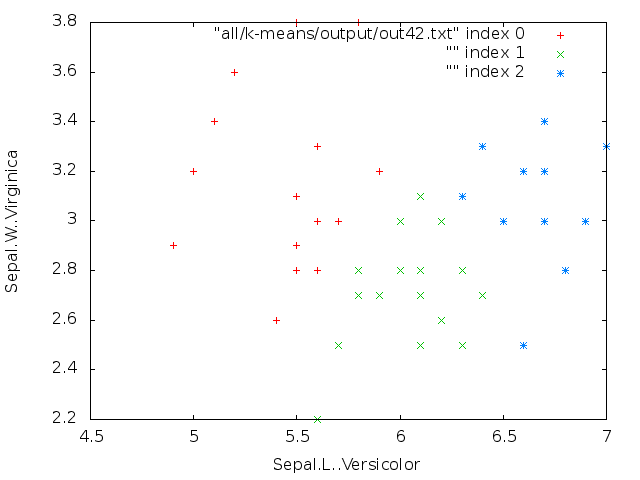 3.8
"all/k-means/output/out42.txt" index 0
"" index 1
3.6
"" index 2
3.4
3.2
Sepal.W..Virginica
3
2.8
2.6
2.4
2.2
4.5 5 5.5 6 6.5 7
Sepal.L..Versicolor